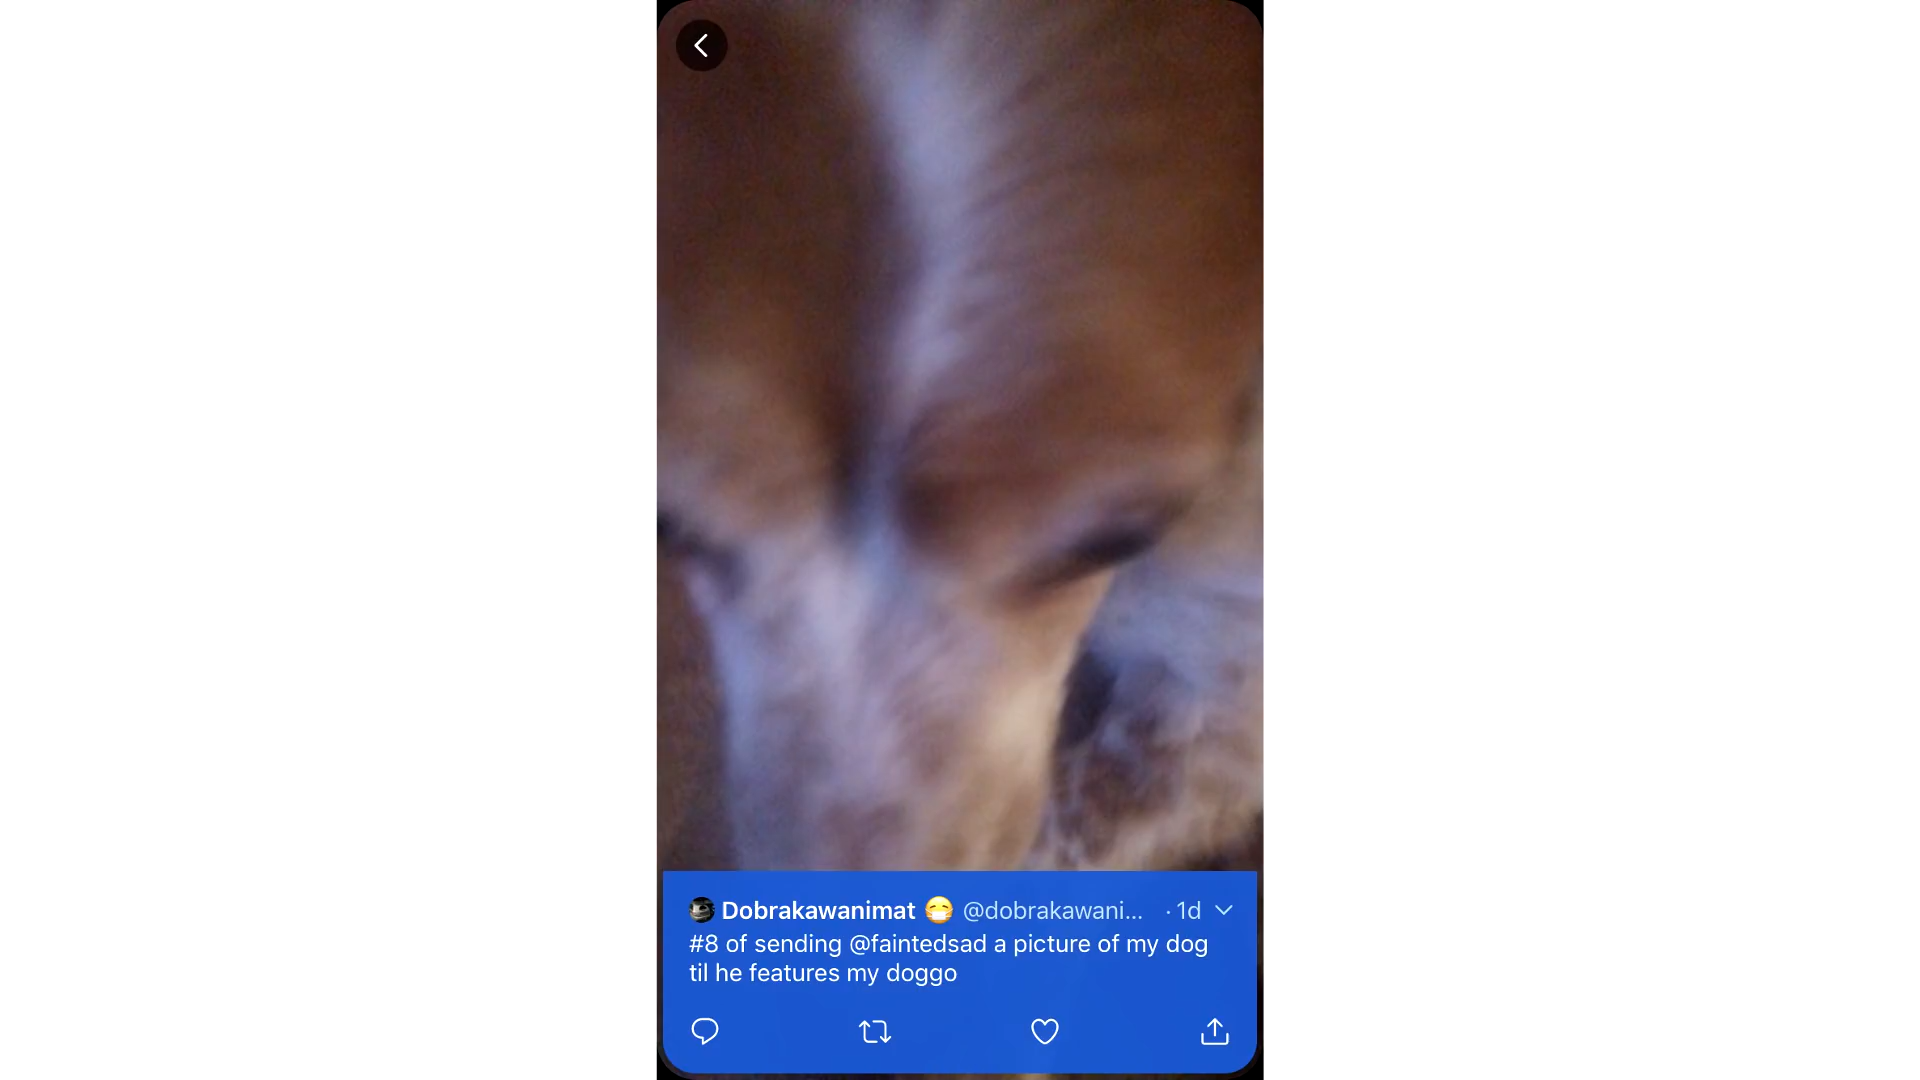 Dobrakawanimat 😷 @dobrakawani... · 1d
#8 of sending @faintedsad a picture of my dog
til he features my doggo